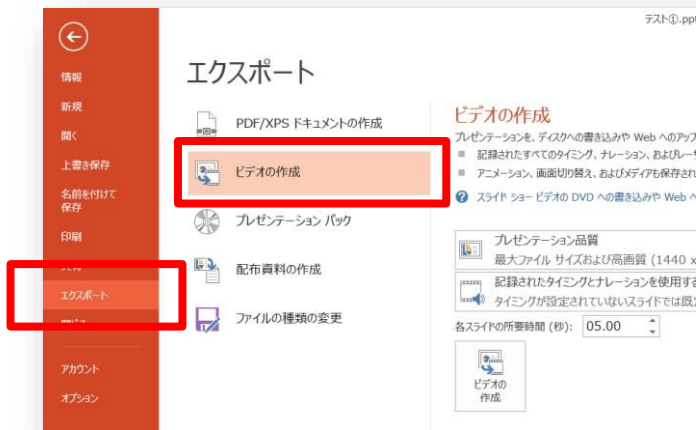 テスト①.ppt
情報
新規
開く
上書き保存
名前を付けて
保存
印刷
エクスポート
アカウント
オプション
エクスポート
PDF/XPS ドキュメントの作成
ビデオの作成
プレゼンテーション パック
配布資料の作成
ファイルの種類の変更
ビデオの作成
プレゼンテーションを、ディスクへの書き込みや Web へのアップ
記録されたすべてのタイミング、ナレーション、およびレー
アニメーション、画面切り替え、およびメディアも保存され
スライド ショー ビデオの DVD への書き込みや Web へ
プレゼンテーション品質
最大ファイル サイズおよび高画質 (1440 x
記録されたタイミングとナレーションを使用する
タイミングが設定されていないスライドでは既定
各スライドの所要時間 (秒): 05.00
ビデオの
作成